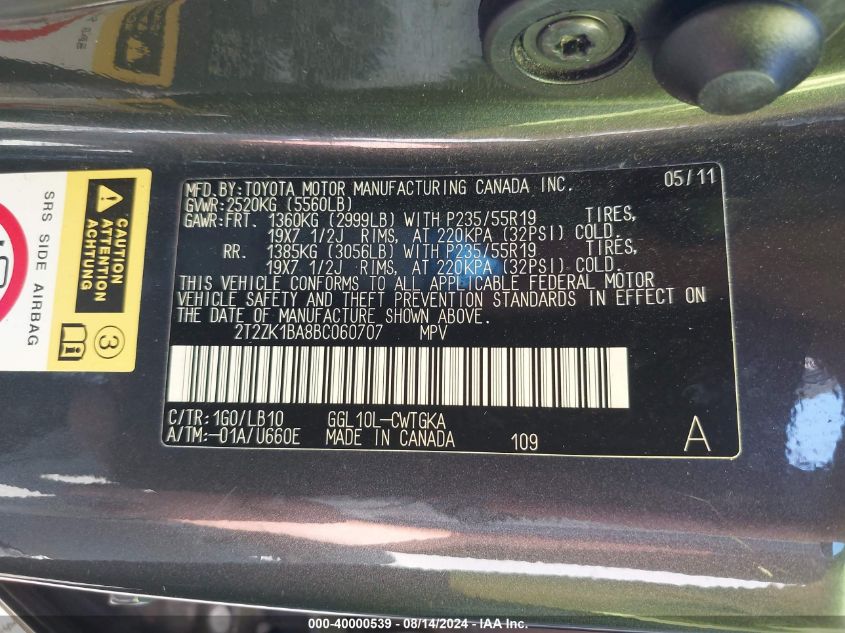 MFD.BY:TOYOTA MOTOR MANUFACTURING CANADA INC. 05/11
GVWR:2520KG (5560LB)
GAWR:FRT. 1360KG (2999LB) WITH P235/55R19 TIRES,
19X7 1/2J RIMS, AT 220KPA (32PSI) COLD.
RR. 1385KG (3056LB) WITH P235/55R19 TIRES,
19X7 1/2J RIMS, AT 220KPA (32PSI) COLD.
THIS VEHICLE CONFORMS TO ALL APPLICABLE FEDERAL MOTOR
VEHICLE SAFETY AND THEFT PREVENTION STANDARDS IN EFFECT ON
THE DATE OF MANUFACTURE SHOWN ABOVE.
2T2ZK1BA8BC060707 MPV
C/TR:1G0/LB10 GGL10L-CWTGKA
A/TM:-01A/U660E MADE IN CANADA 109 A
CAUTION
ATTENTION
ACHTUNG
SRS SIDE AIRBAG
3
000-40000539 - 08/14/2024 - IAA Inc.